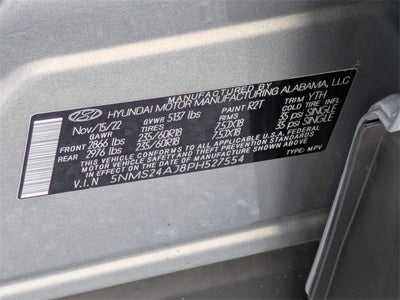 MANUFACTURED BY
HYUNDAI MOTOR MANUFACTURING ALABAMA, LLC
Nov/15/22 GVWR 5137 lbs PAINT R2T TRIM YTH
GAWR TIRES RIMS COLD TIRE INF.
FRONT 2866 lbs 235/60R18 7.5JX18 35 psi SINGLE
REAR 2976 lbs 235/60R18 7.5JX18 35 psi SINGLE
THIS VEHICLE CONFORMS TO ALL APPLICABLE U.S.A. FEDERAL
MOTOR VEHICLE SAFETY AND THEFT PREVENTION STANDARDS
IN EFFECT ON THE DATE OF MANUFACTURE SHOWN ABOVE.
V.I.N 5NMS24AJ8PH527554 TYPE: MPV